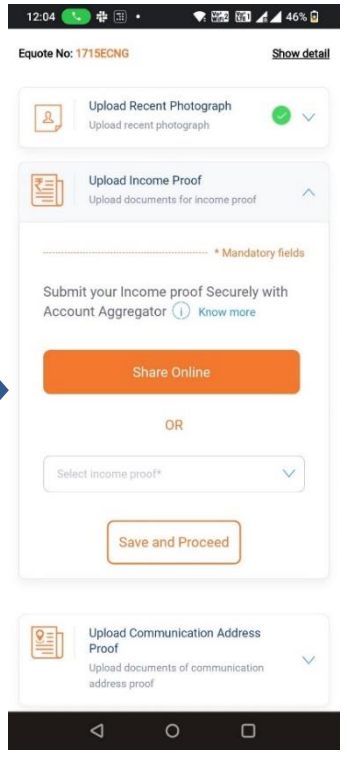 12:04 46%
Equote No: 1715ECNG Show detail
Upload Recent Photograph
Upload recent photograph
Upload Income Proof
Upload documents for income proof
* Mandatory fields
Submit your Income proof Securely with
Account Aggregator i Know more
Share Online
OR
Select income proof*
Save and Proceed
Upload Communication Address
Proof
Upload documents of communication
address proof